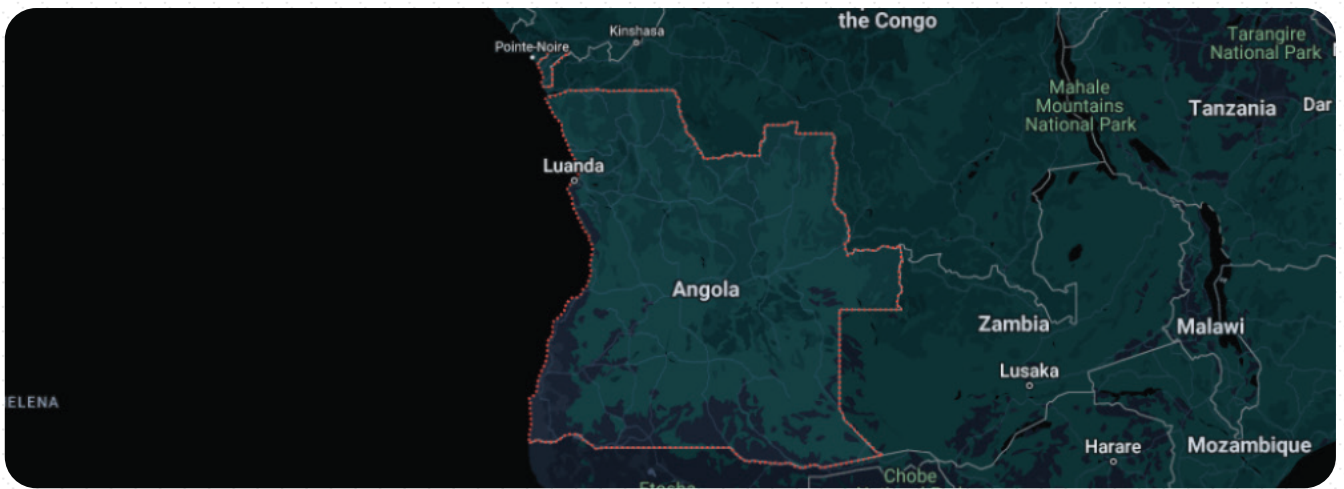 the Congo
Kinshasa
Pointe-Noire
Tarangire
National Park
Mahale
Mountains
National Park
Tanzania
Dar
Luanda
Angola
Zambia
Malawi
Lusaka
ELENA
Harare
Mozambique
Chobe